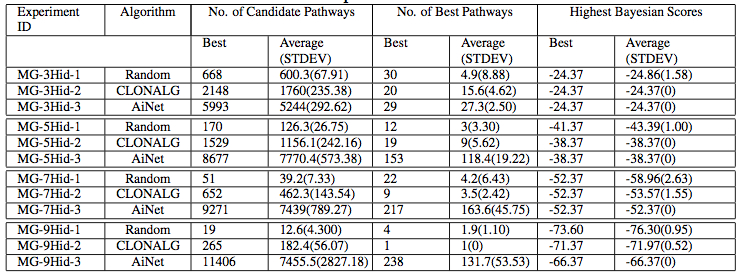 Experiment ID Algorithm No. of Candidate Pathways No. of Best Pathways Highest Bayesian Scores
Best Average (STDEV) Best Average (STDEV) Best Average (STDEV)
MG-3Hid-1 Random 668 600.3(67.91) 30 4.9(8.88) -24.37 -24.86(1.58)
MG-3Hid-2 CLONALG 2148 1760(235.38) 20 15.6(4.62) -24.37 -24.37(0)
MG-3Hid-3 AiNet 5993 5244(292.62) 29 27.3(2.50) -24.37 -24.37(0)
MG-5Hid-1 Random 170 126.3(26.75) 12 3(3.30) -41.37 -43.39(1.00)
MG-5Hid-2 CLONALG 1529 1156.1(242.16) 19 9(5.62) -38.37 -38.37(0)
MG-5Hid-3 AiNet 8677 7770.4(573.38) 153 118.4(19.22) -38.37 -38.37(0)
MG-7Hid-1 Random 51 39.2(7.33) 22 4.2(6.43) -52.37 -58.96(2.63)
MG-7Hid-2 CLONALG 652 462.3(143.54) 9 3.5(2.42) -52.37 -53.57(1.55)
MG-7Hid-3 AiNet 9271 7439(789.27) 217 163.6(45.75) -52.37 -52.37(0)
MG-9Hid-1 Random 19 12.6(4.300) 4 1.9(1.10) -73.60 -76.30(0.95)
MG-9Hid-2 CLONALG 265 182.4(56.07) 1 1(0) -71.37 -71.97(0.52)
MG-9Hid-3 AiNet 11406 7455.5(2827.18) 238 131.7(53.53) -66.37 -66.37(0)